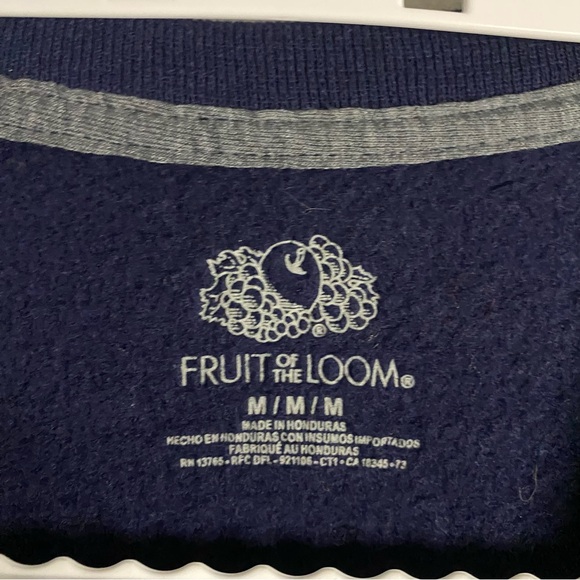 ®
FRUIT OF THE LOOM®
M / M / M
MADE IN HONDURAS
HECHO EN HONDURAS CON INSUMOS IMPORTADOS
FABRIQUÉ AU HONDURAS
RN 13765 - RFC DFL - 921106 - CT1 • CA 18345 • 73